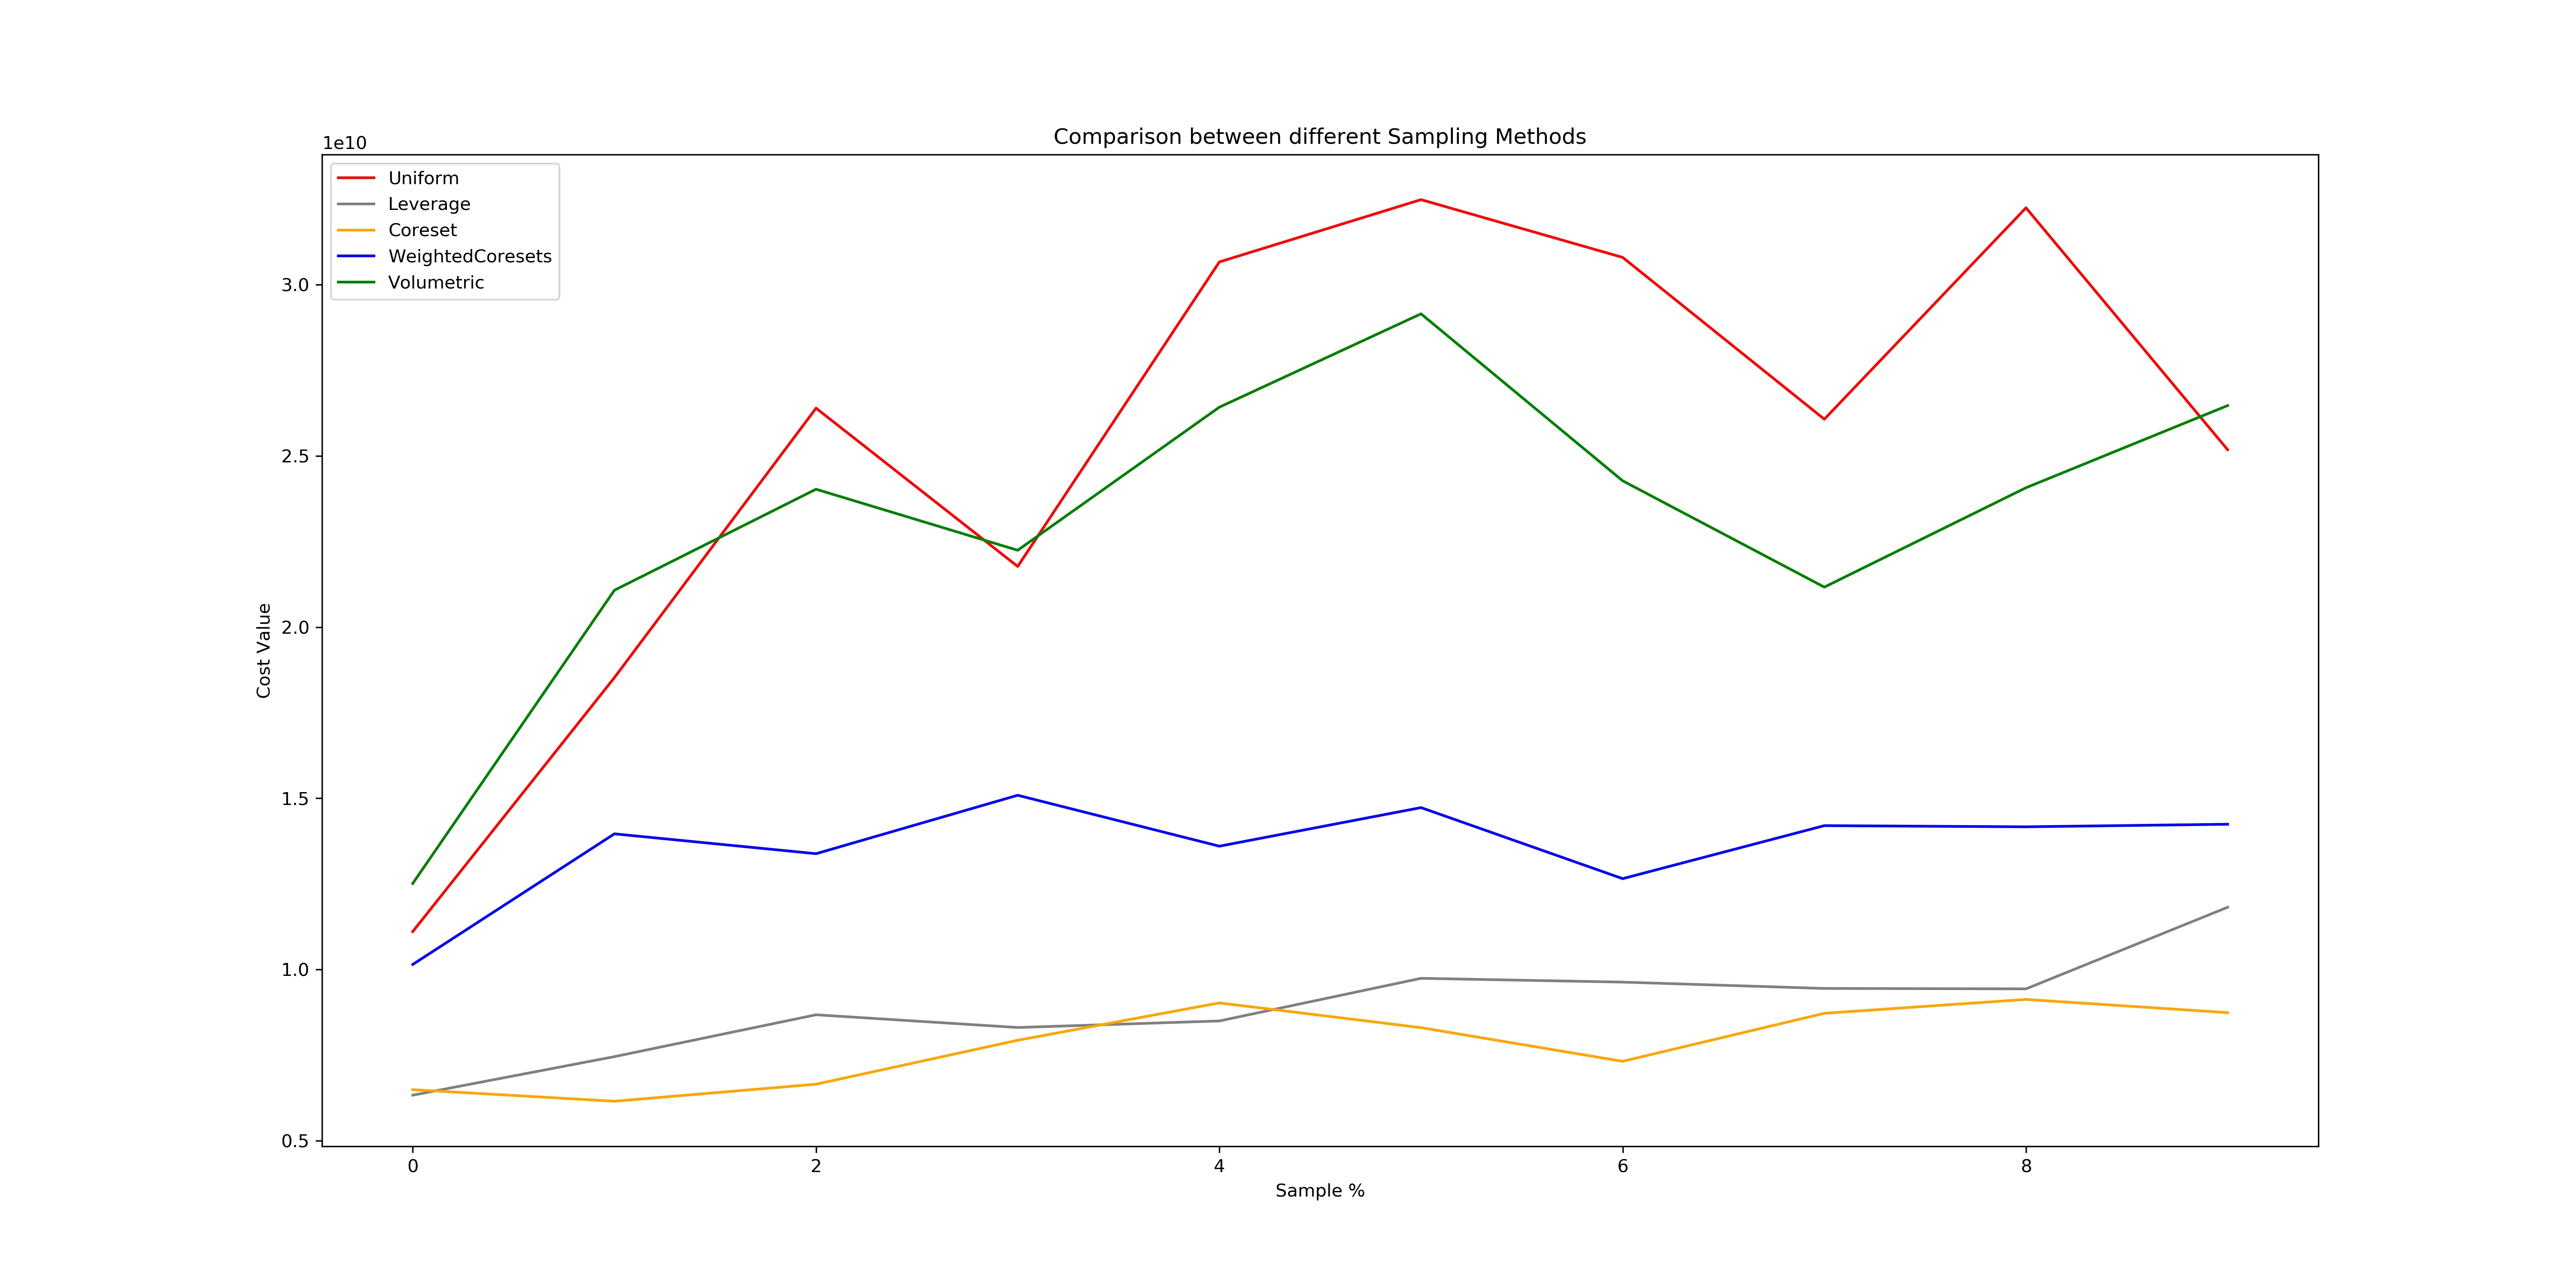 Comparison between different Sampling Methods
1e10
Uniform
Leverage
Coreset
WeightedCoresets
Volumetric
3.0
2.5
2.0
1.5
1.0
0.5
Cost Value
0 2 4 6 8
Sample %